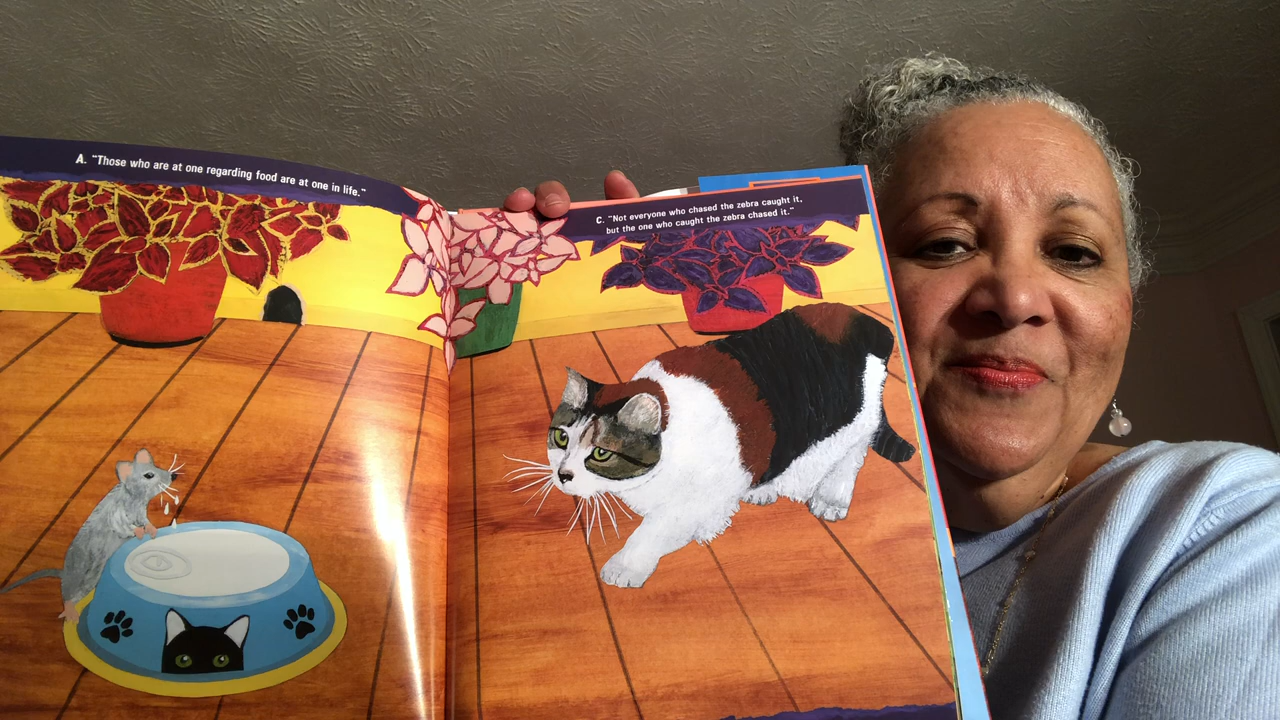 A. "Those who are at one regarding food are at one in life."
C. "Not everyone who chased the zebra caught it,
but the one who caught the zebra chased it."